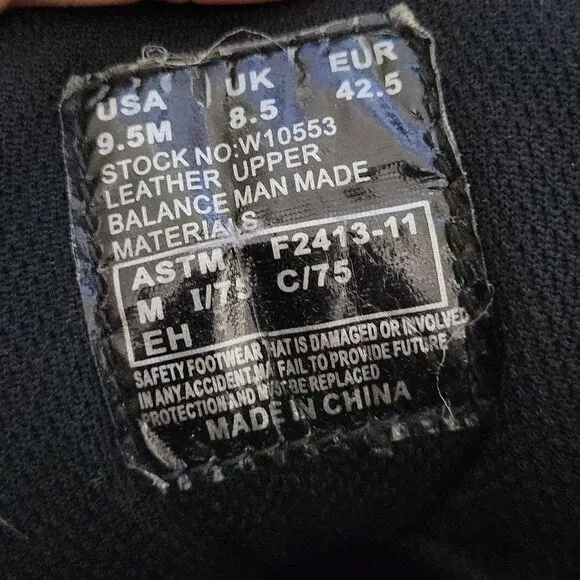 USA UK EUR
9.5M 8.5 42.5
STOCK NO:W10553
LEATHER UPPER
BALANCE MAN MADE
MATERIALS
ASTM F2413-11
M I/75 C/75
EH
SAFETY FOOTWEAR THAT IS DAMAGED OR INVOLVED
IN ANY ACCIDENT MAY FAIL TO PROVIDE FUTURE
PROTECTION AND MUST BE REPLACED
MADE IN CHINA